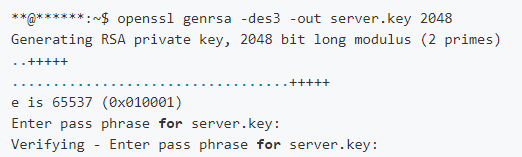 **@******:~$ openssl genrsa -des3 -out server.key 2048
Generating RSA private key, 2048 bit long modulus (2 primes)
..+++++
.................................+++++
e is 65537 (0x010001)
Enter pass phrase for server.key:
Verifying - Enter pass phrase for server.key: